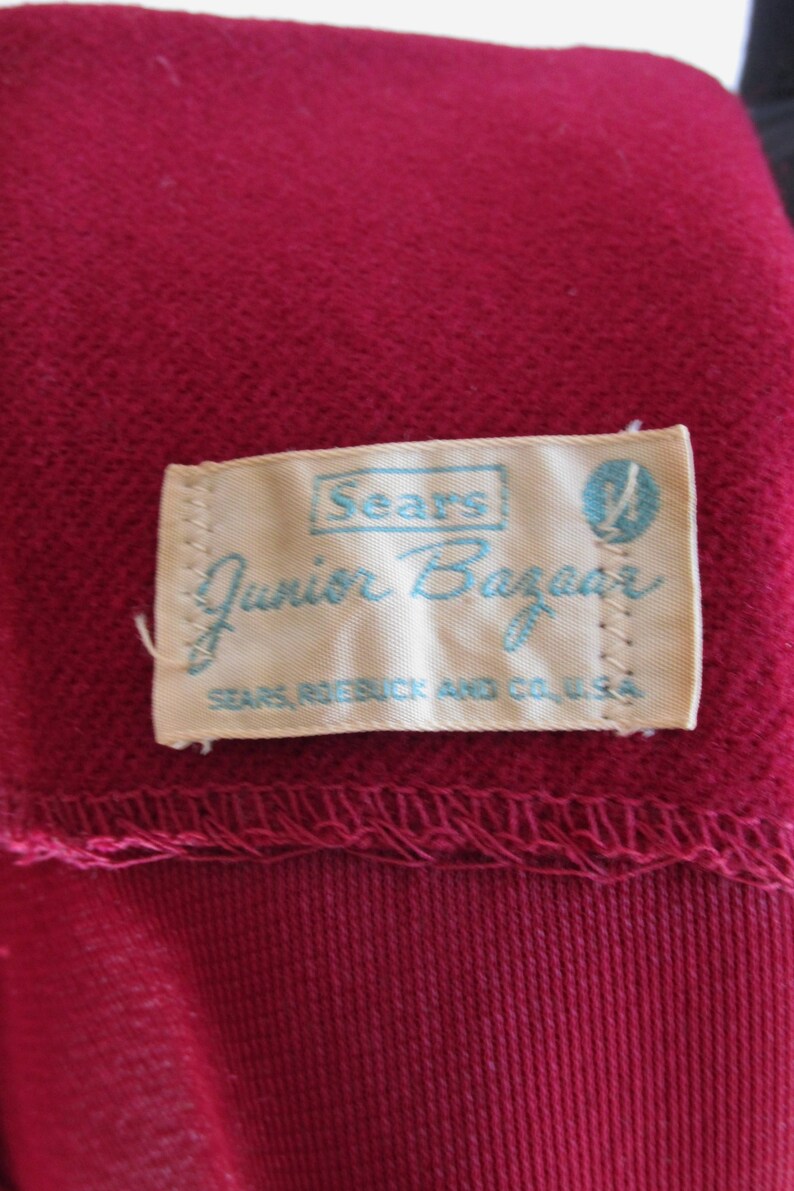 Sears
Junior Bazaar
SEARS, ROEBUCK AND CO., U.S.A.